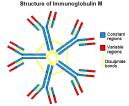 Structure of Immunoglobulin M
Constant
regions
Variable
regions
Disulphide
bonds